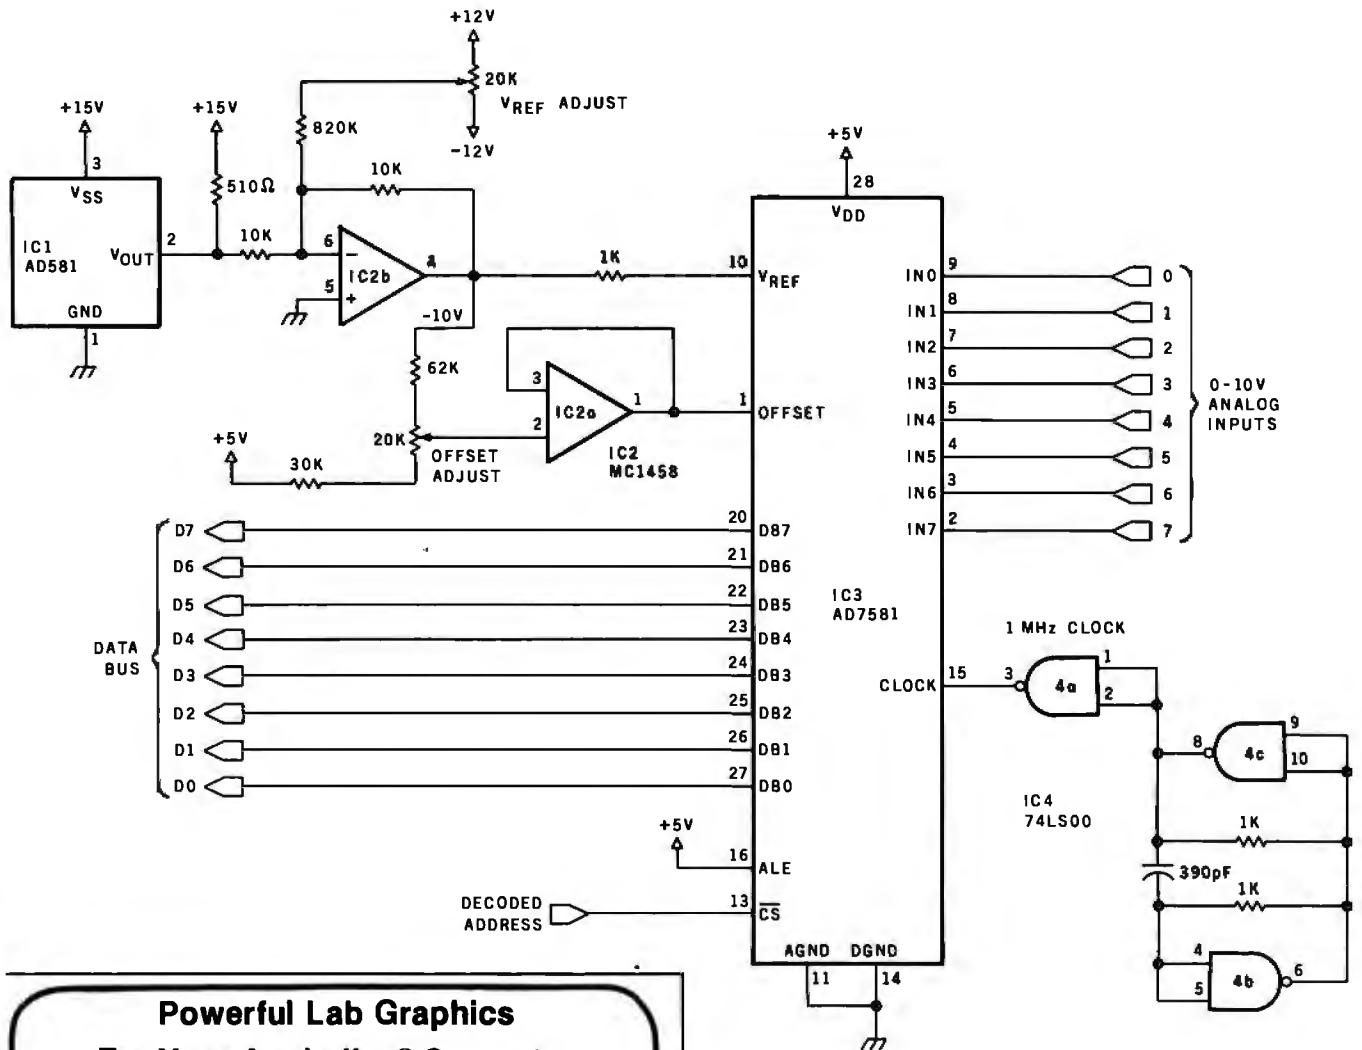 +12V
20K
VREF ADJUST
-12V
+15V
3
VSS
IC1
AD581
VOUT
2
GND
1
+15V
510Ω
10K
820K
10K
6
5
IC2b
-
+
-10V
62K
20K
OFFSET
ADJUST
+5V
30K
3
2
IC2a
1
IC2
MC1458
1K
10
VREF
1
OFFSET
+5V
28
VDD
IN0
9
0
IN1
8
1
IN2
7
2
IN3
6
3
IN4
5
4
IN5
4
5
IN6
3
6
IN7
2
7
0-10V
ANALOG
INPUTS
DATA
BUS
D7
20
DB7
D6
21
DB6
D5
22
DB5
D4
23
DB4
D3
24
DB3
D2
25
DB2
D1
26
DB1
D0
27
DB0
IC3
AD7581
1 MHz CLOCK
CLOCK
15
3
4a
1
2
8
4c
9
10
IC4
74LS00
1K
390pF
1K
4
5
4b
6
+5V
16
ALE
DECODED
ADDRESS
13
CS
AGND
DGND
11
14
Powerful Lab Graphics